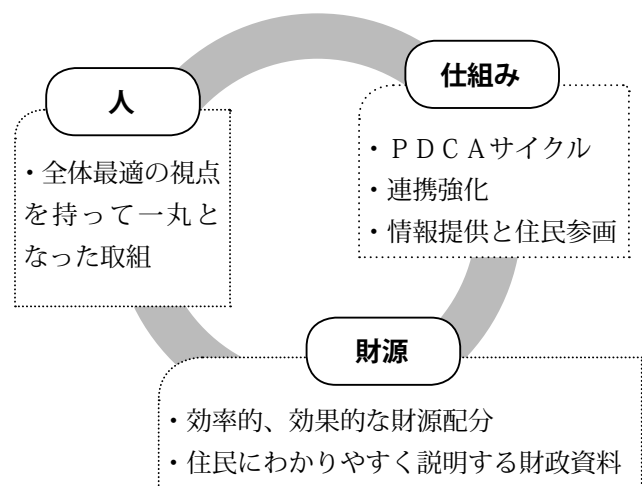 人
・全体最適の視点
を持って一丸と
なった取組
仕組み
・ＰＤＣＡサイクル
・連携強化
・情報提供と住民参画
財源
・効率的、効果的な財源配分
・住民にわかりやすく説明する財政資料